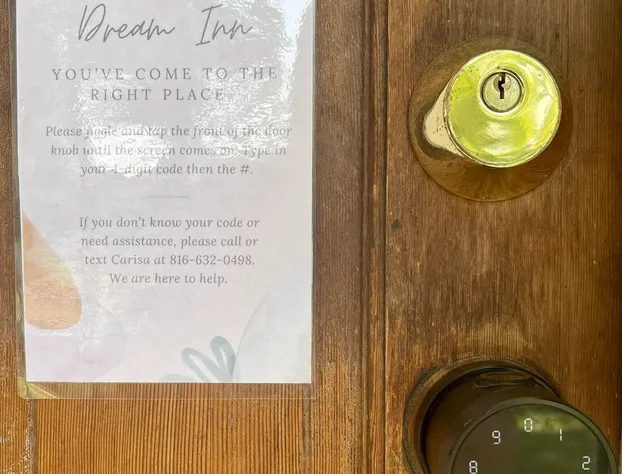 Dream Inn
YOU'VE COME TO THE
RIGHT PLACE
Please jiggle and tap the front of the door
knob until the screen comes on. Type in
your 4-digit code then the #.
If you don't know your code or
need assistance, please call or
text Carisa at 816-632-0498.
We are here to help.
9 0 1
8 2